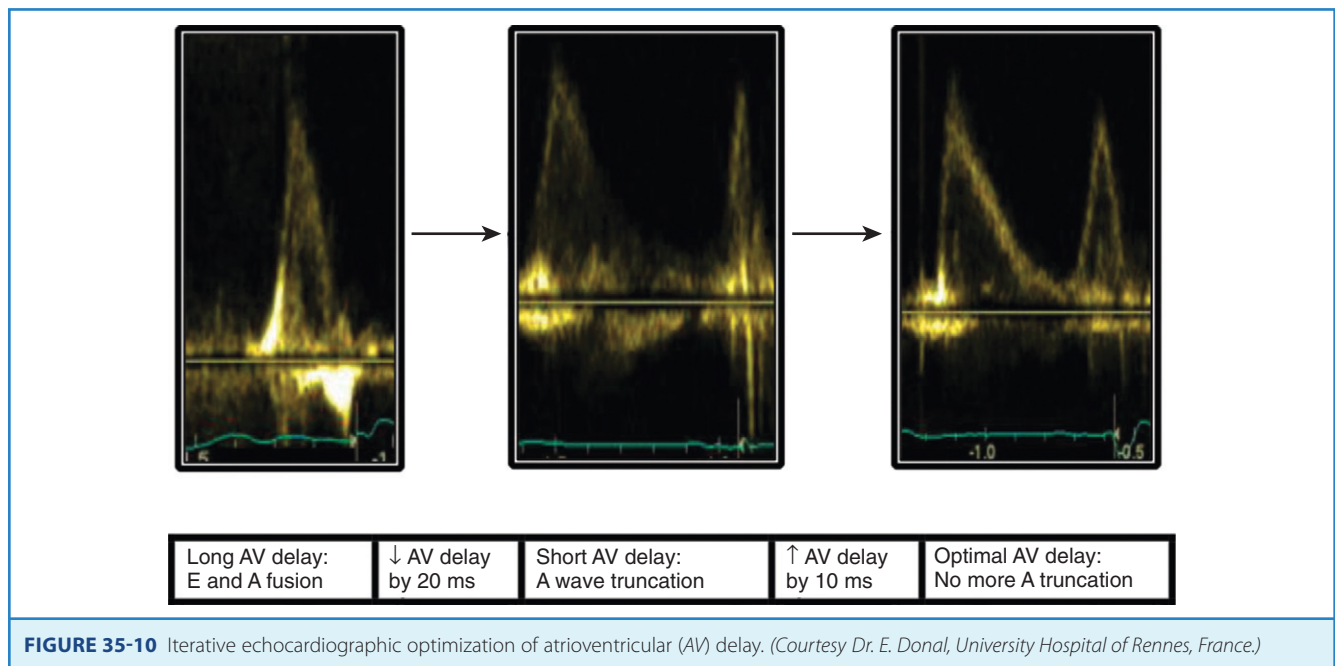 -1.0
-0.5
Long AV delay:
E and A fusion
↓ AV delay
by 20 ms
Short AV delay:
A wave truncation
↑ AV delay
by 10 ms
Optimal AV delay:
No more A truncation
FIGURE 35-10 Iterative echocardiographic optimization of atrioventricular (AV) delay. (Courtesy Dr. E. Donal, University Hospital of Rennes, France.)